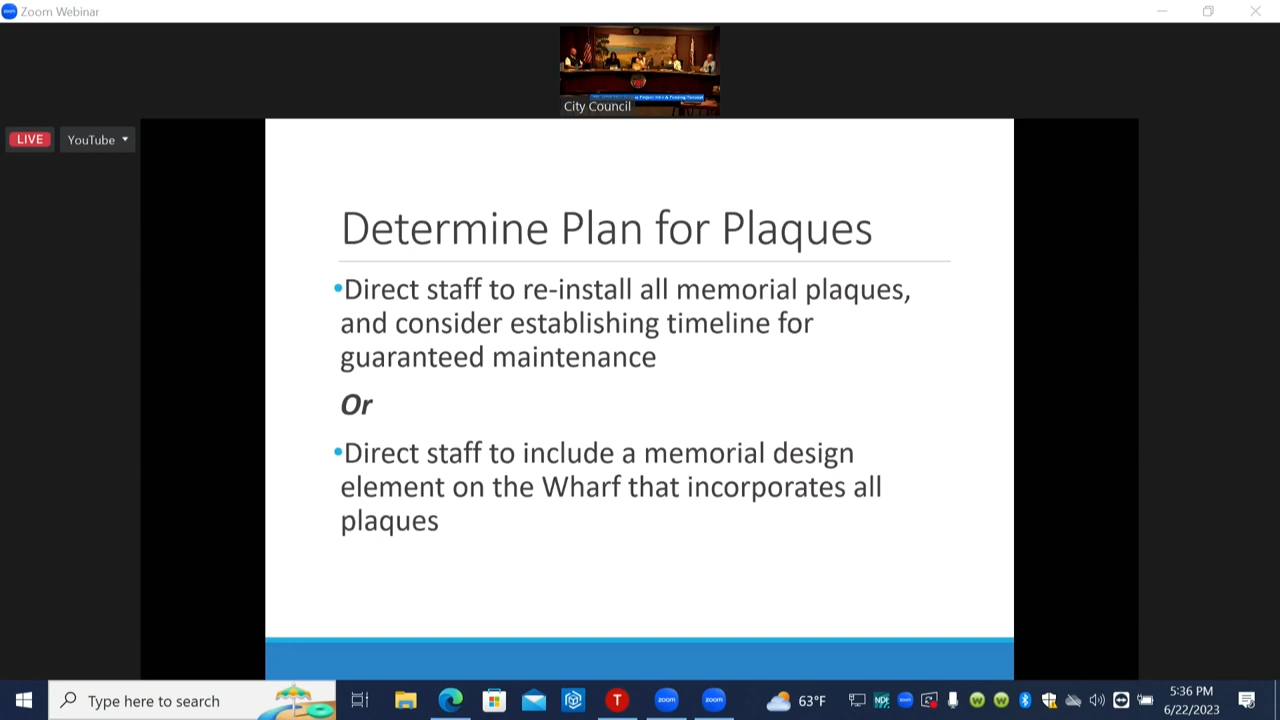 Zoom Webinar
City Council
LIVE
YouTube
Determine Plan for Plaques
•Direct staff to re-install all memorial plaques,
and consider establishing timeline for
guaranteed maintenance
Or
•Direct staff to include a memorial design
element on the Wharf that incorporates all
plaques
Type here to search
T
zoom
zoom
63°F
5:36 PM
6/22/2023